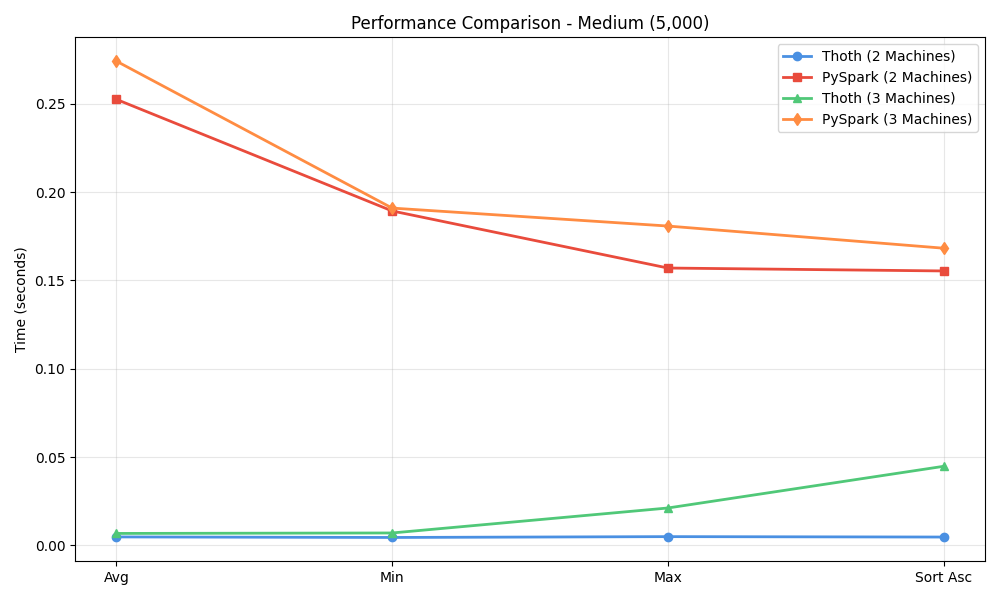 Performance Comparison - Medium (5,000)
Thoth (2 Machines)
PySpark (2 Machines)
Thoth (3 Machines)
PySpark (3 Machines)
Time (seconds)
0.25
0.20
0.15
0.10
0.05
0.00
Avg
Min
Max
Sort Asc